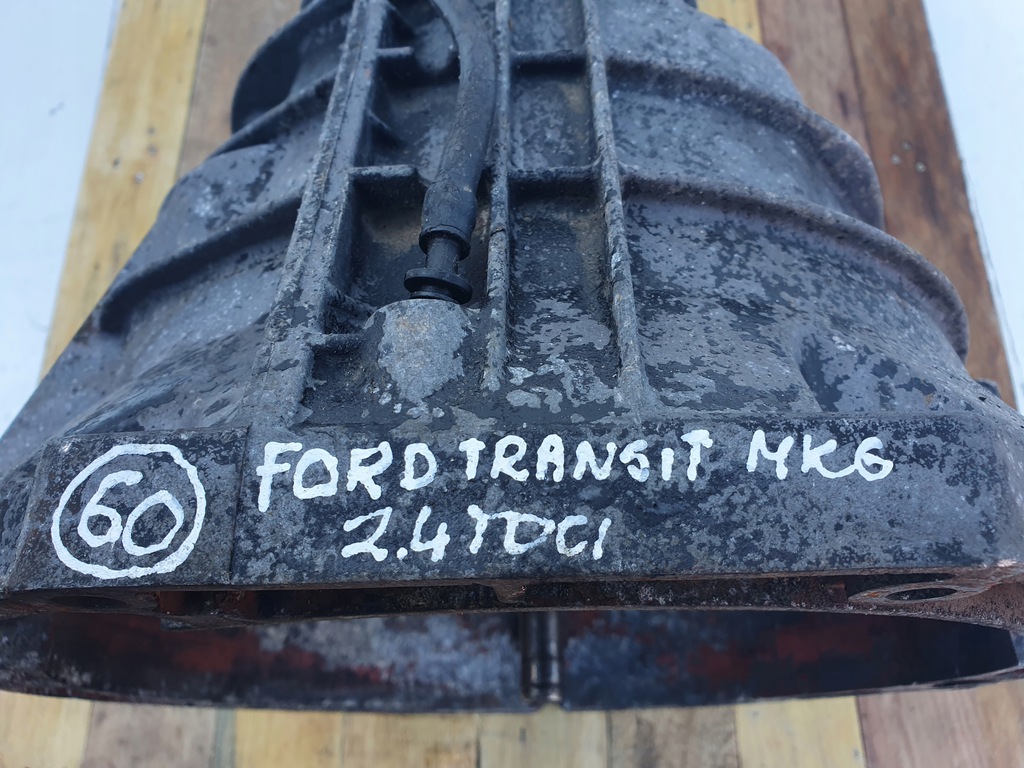 60
FORD TRANSIT MK6
2.4 TDCI